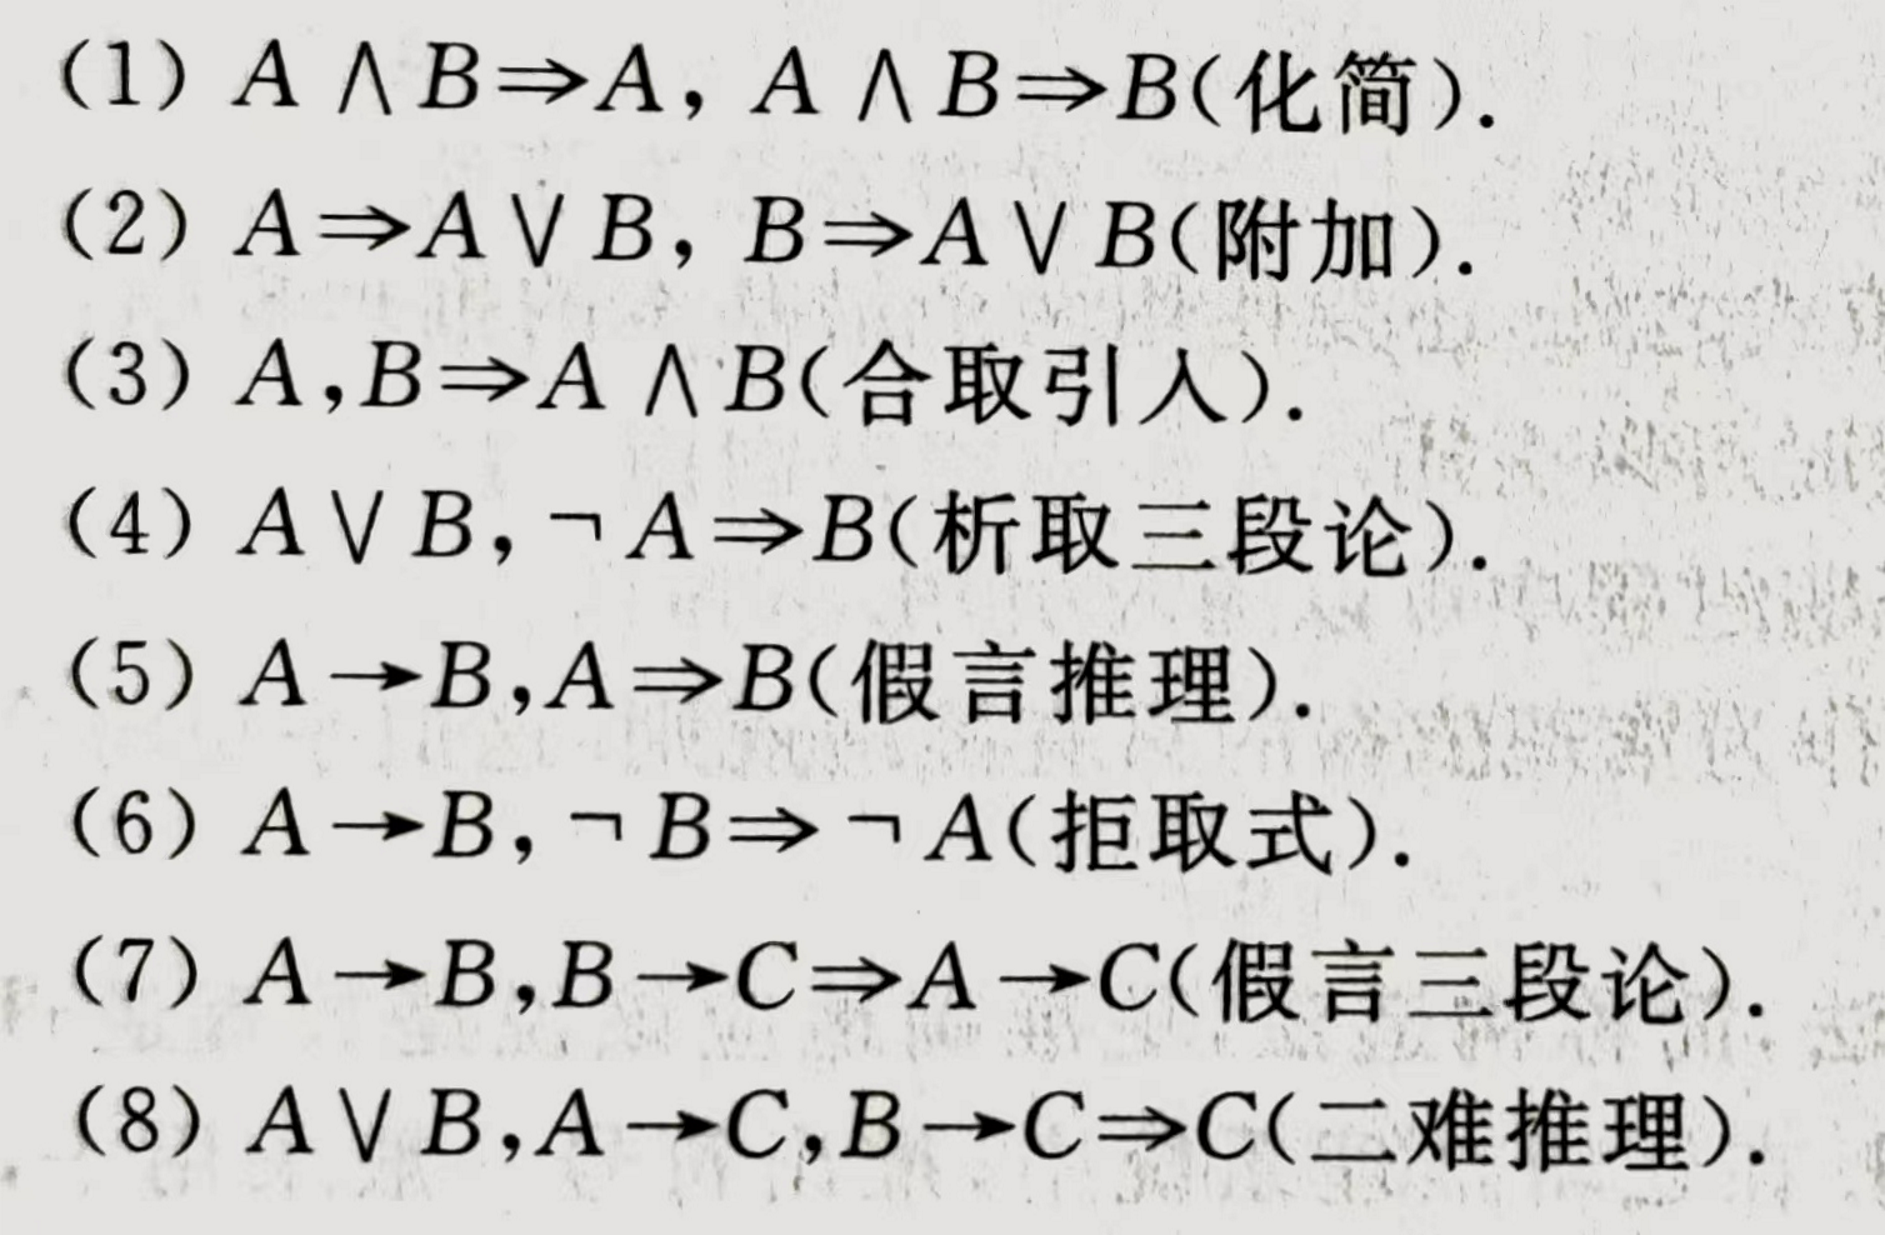 (1) A∧B⇒A, A∧B⇒B(化简).
(2) A⇒A∨B, B⇒A∨B(附加).
(3) A,B⇒A∧B(合取引入).
(4) A∨B,¬A⇒B(析取三段论).
(5) A→B,A⇒B(假言推理).
(6) A→B,¬B⇒¬A(拒取式).
(7) A→B,B→C⇒A→C(假言三段论).
(8) A∨B,A→C,B→C⇒C(二难推理).